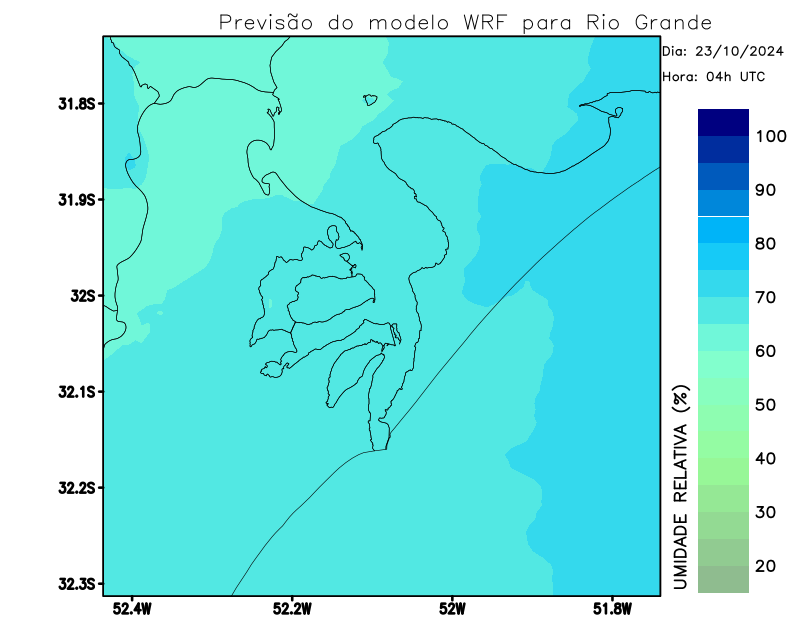 Previsão do modelo WRF para Rio Grande
Dia: 23/10/2024
Hora: 04h UTC
31.8S
31.9S
32S
32.1S
32.2S
32.3S
52.4W
52.2W
52W
51.8W
100
90
80
70
60
50
40
30
20
UMIDADE RELATIVA (%)